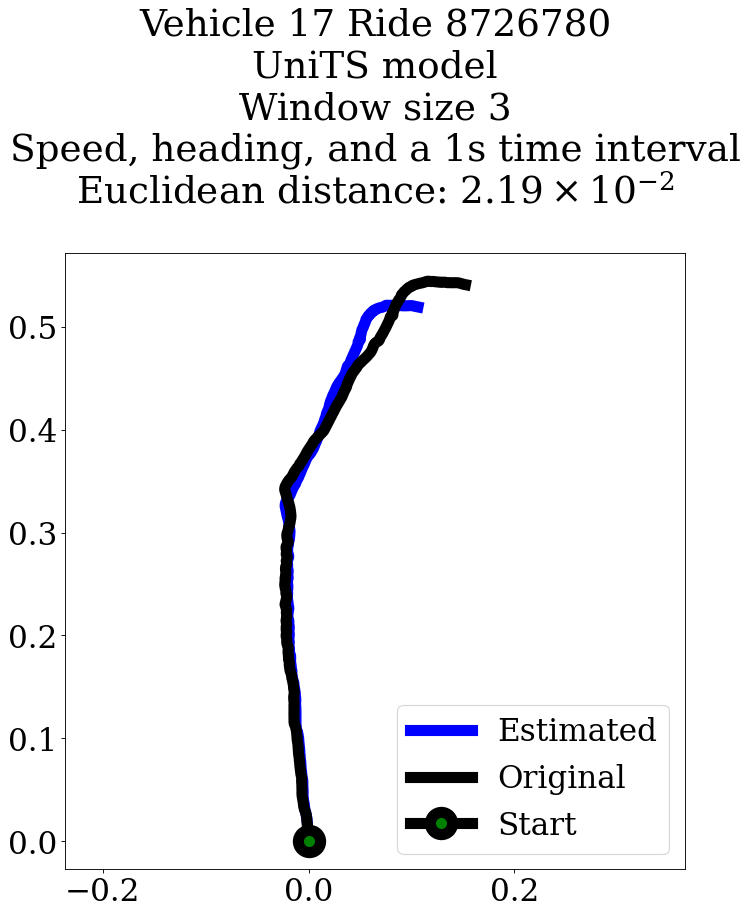 Vehicle 17 Ride 8726780
UniTS model
Window size 3
Speed, heading, and a 1s time interval
Euclidean distance: 2.19 × 10⁻²
0.5
0.4
0.3
0.2
0.1
0.0
−0.2
0.0
0.2
Estimated
Original
Start